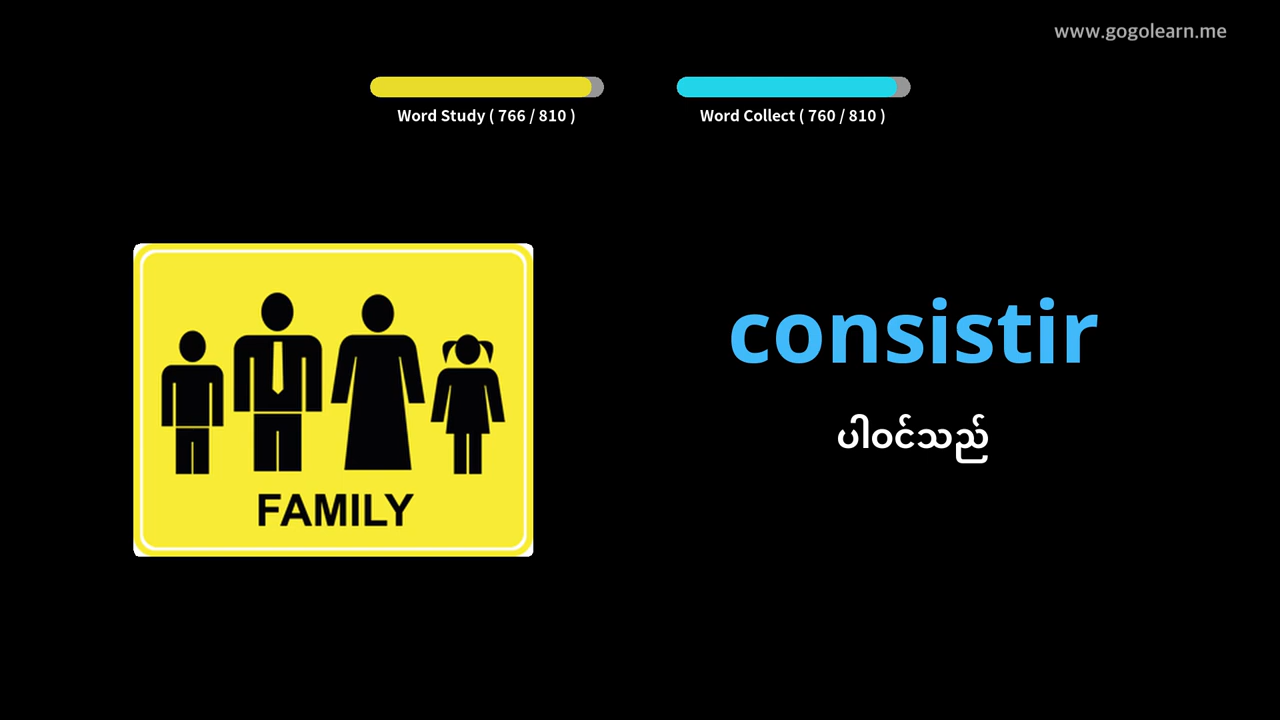 www.gogolearn.me
Word Study ( 766 / 810 )
Word Collect ( 760 / 810 )
consistir
ပါဝင်သည်
FAMILY